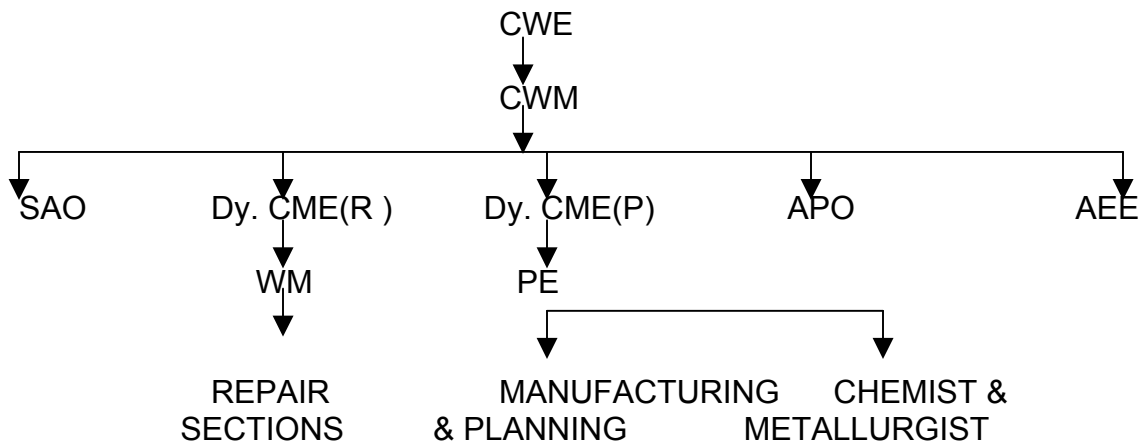 CWE
CWM
SAO Dy. CME(R ) Dy. CME(P) APO AEE
WM PE
REPAIR MANUFACTURING CHEMIST &
SECTIONS & PLANNING METALLURGIST